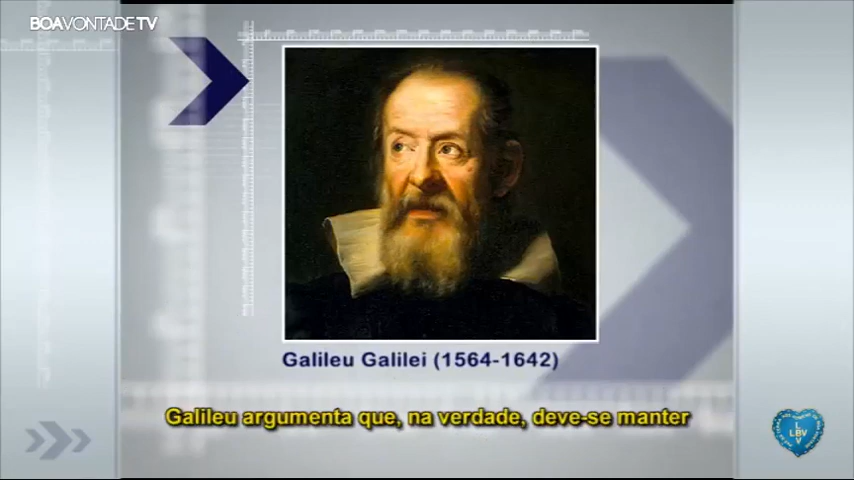 BOAVONTADETV
Galileu Galilei (1564-1642)
Galileu argumenta que, na verdade, deve-se manter
LBV